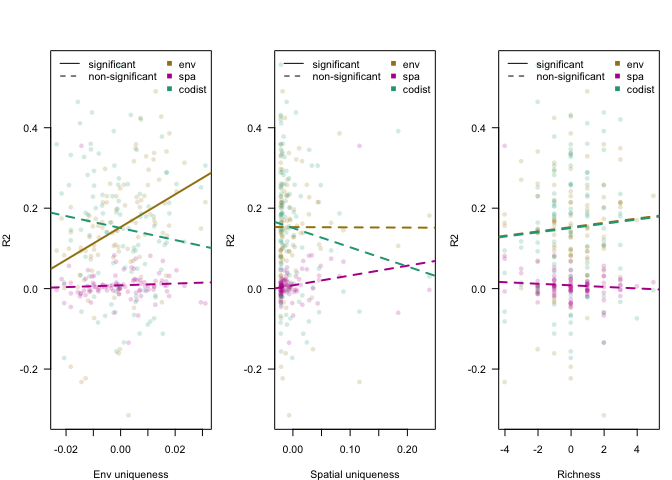 significant
non-significant
env
spa
codist
R2
0.4
0.2
0.0
-0.2
-0.02
0.00
0.02
Env uniqueness
significant
non-significant
env
spa
codist
R2
0.4
0.2
0.0
-0.2
0.00
0.10
0.20
Spatial uniqueness
significant
non-significant
env
spa
codist
R2
0.4
0.2
0.0
-0.2
-4
-2
0
2
4
Richness